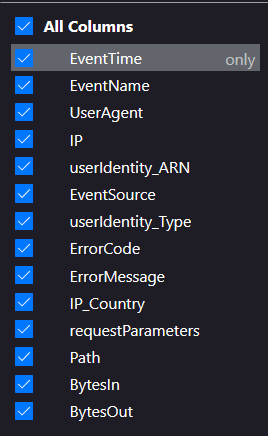 All Columns
EventTime only
EventName
UserAgent
IP
userIdentity_ARN
EventSource
userIdentity_Type
ErrorCode
ErrorMessage
IP_Country
requestParameters
Path
BytesIn
BytesOut